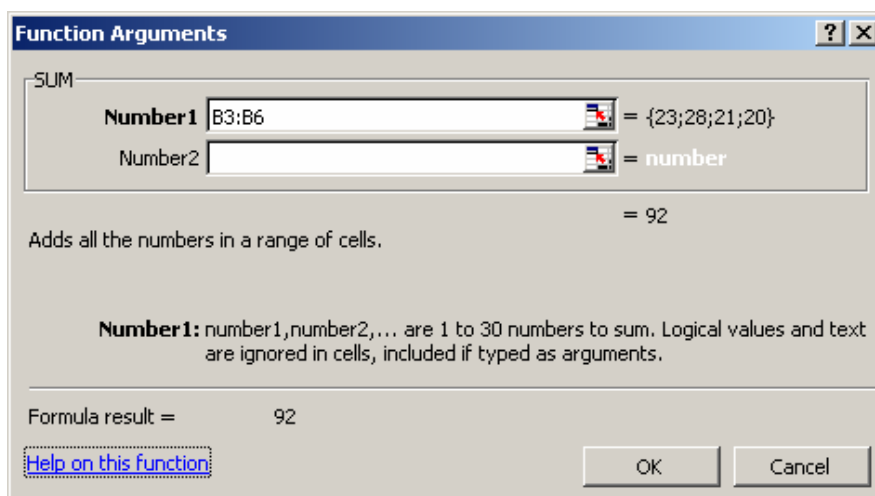 Function Arguments
SUM
Number1 B3:B6 = {23;28;21;20}
Number2 = number
= 92
Adds all the numbers in a range of cells.
Number1: number1,number2,... are 1 to 30 numbers to sum. Logical values and text
are ignored in cells, included if typed as arguments.
Formula result = 92
Help on this function OK Cancel